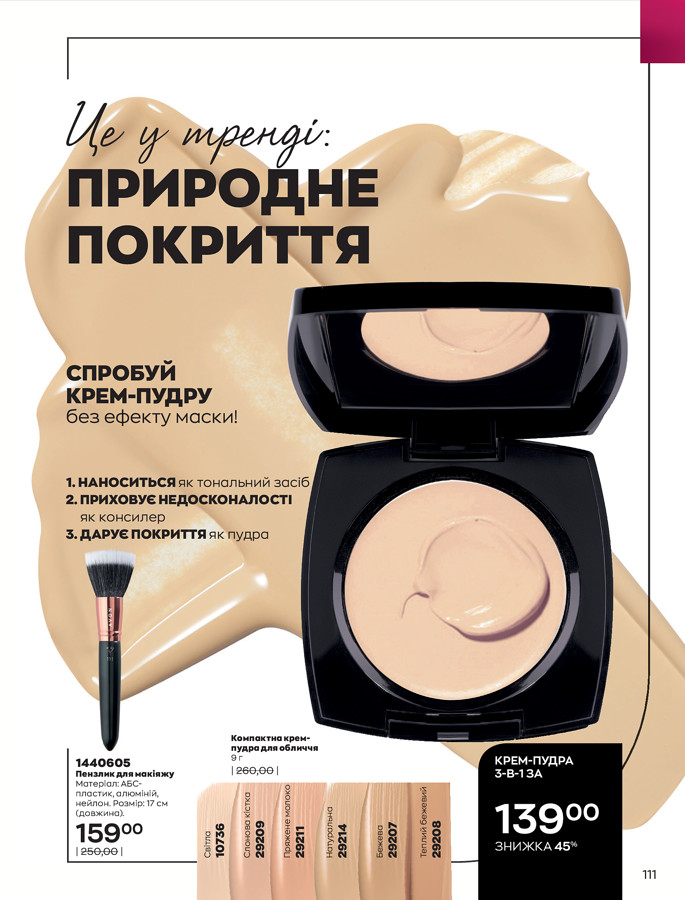 Це у тренді:
ПРИРОДНЕ
ПОКРИТТЯ
СПРОБУЙ
КРЕМ-ПУДРУ
без ефекту маски!
1. НАНОСИТЬСЯ як тональний засіб
2. ПРИХОВУЄ НЕДОСКОНАЛОСТІ
як консилер
3. ДАРУЄ ПОКРИТТЯ як пудра
AVON
1440605
Пензлик для макіяжу
Матеріал: АБС-
пластик, алюміній,
нейлон. Розмір: 17 см
(довжина).
15900
| 250,00 |
Компактна крем-
пудра для обличчя
9 г
| 260,00 |
Світла
10736
Слонова кістка
29209
Пряжене молоко
29211
Натуральна
29214
Бежева
29207
Теплий бежевий
29208
КРЕМ-ПУДРА
3-В-1 ЗА
13900
ЗНИЖКА 45%
111